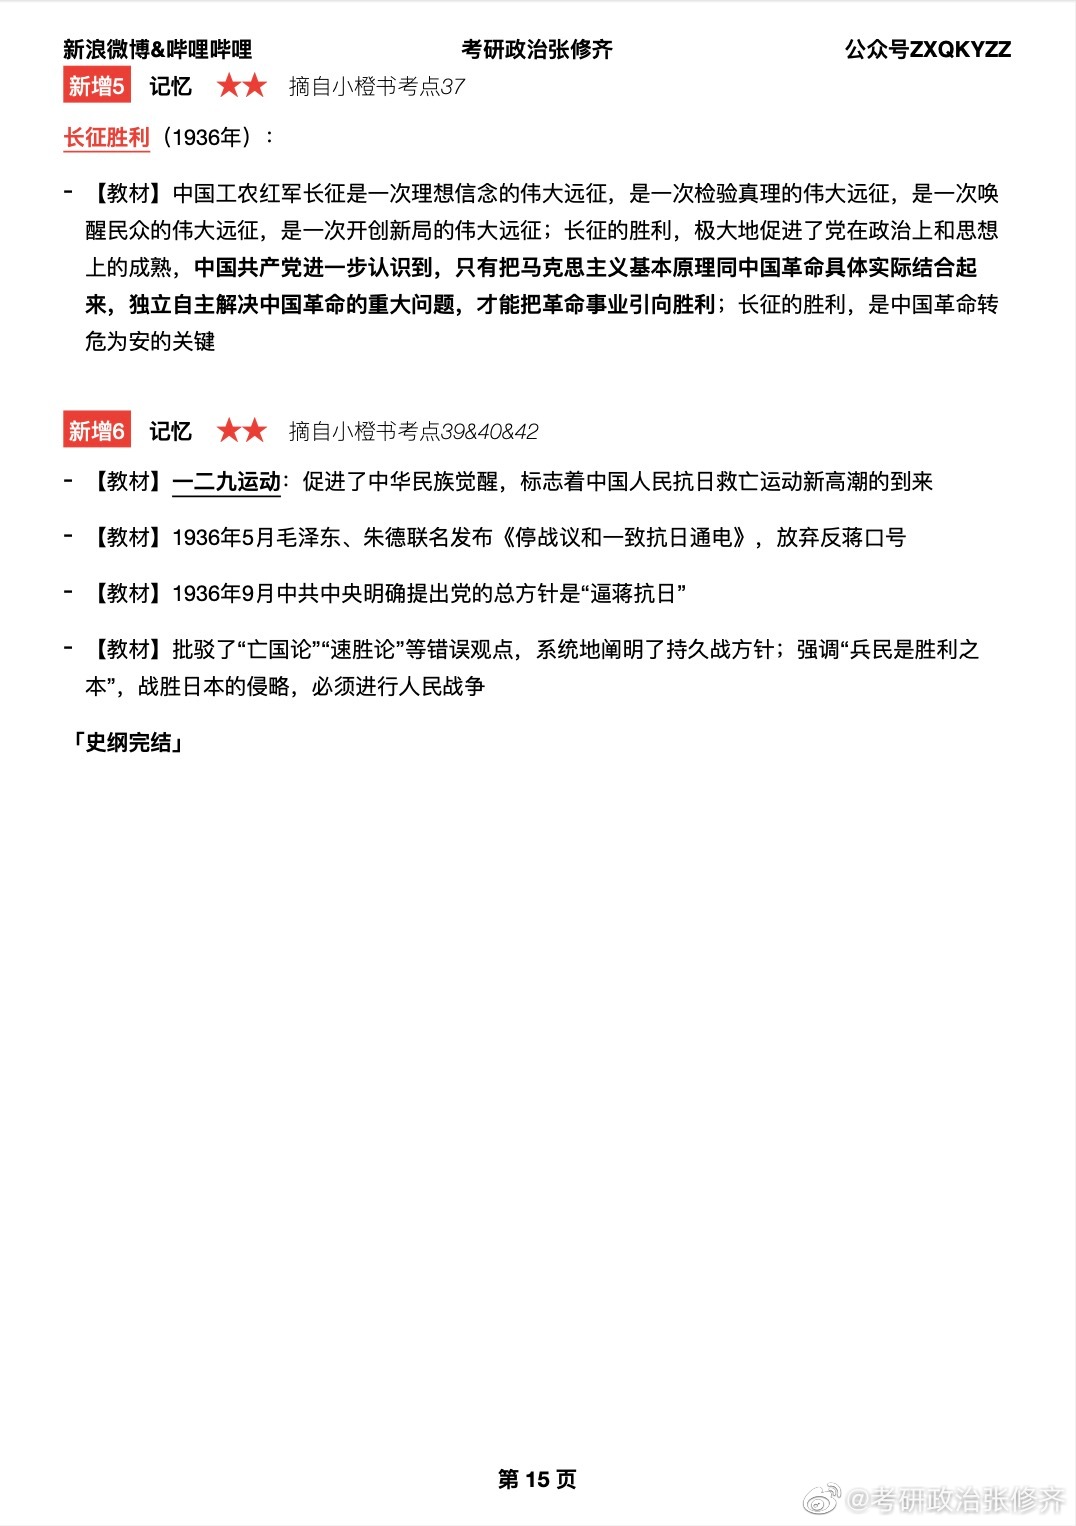 新浪微博&哔哩哔哩 考研政治张修齐 公众号ZXQKYZZ
新增5 记忆 ★★ 摘自小橙书考点37
长征胜利（1936年）：
- 【教材】中国工农红军长征是一次理想信念的伟大远征，是一次检验真理的伟大远征，是一次唤
醒民众的伟大远征，是一次开创新局的伟大远征；长征的胜利，极大地促进了党在政治上和思想
上的成熟，中国共产党进一步认识到，只有把马克思主义基本原理同中国革命具体实际结合起
来，独立自主解决中国革命的重大问题，才能把革命事业引向胜利；长征的胜利，是中国革命转
危为安的关键
新增6 记忆 ★★ 摘自小橙书考点39&40&42
- 【教材】一二九运动：促进了中华民族觉醒，标志着中国人民抗日救亡运动新高潮的到来
- 【教材】1936年5月毛泽东、朱德联名发布《停战议和一致抗日通电》，放弃反蒋口号
- 【教材】1936年9月中共中央明确提出党的总方针是“逼蒋抗日”
- 【教材】批驳了“亡国论”“速胜论”等错误观点，系统地阐明了持久战方针；强调“兵民是胜利之
本”，战胜日本的侵略，必须进行人民战争
「史纲完结」
第 15 页
@考研政治张修齐